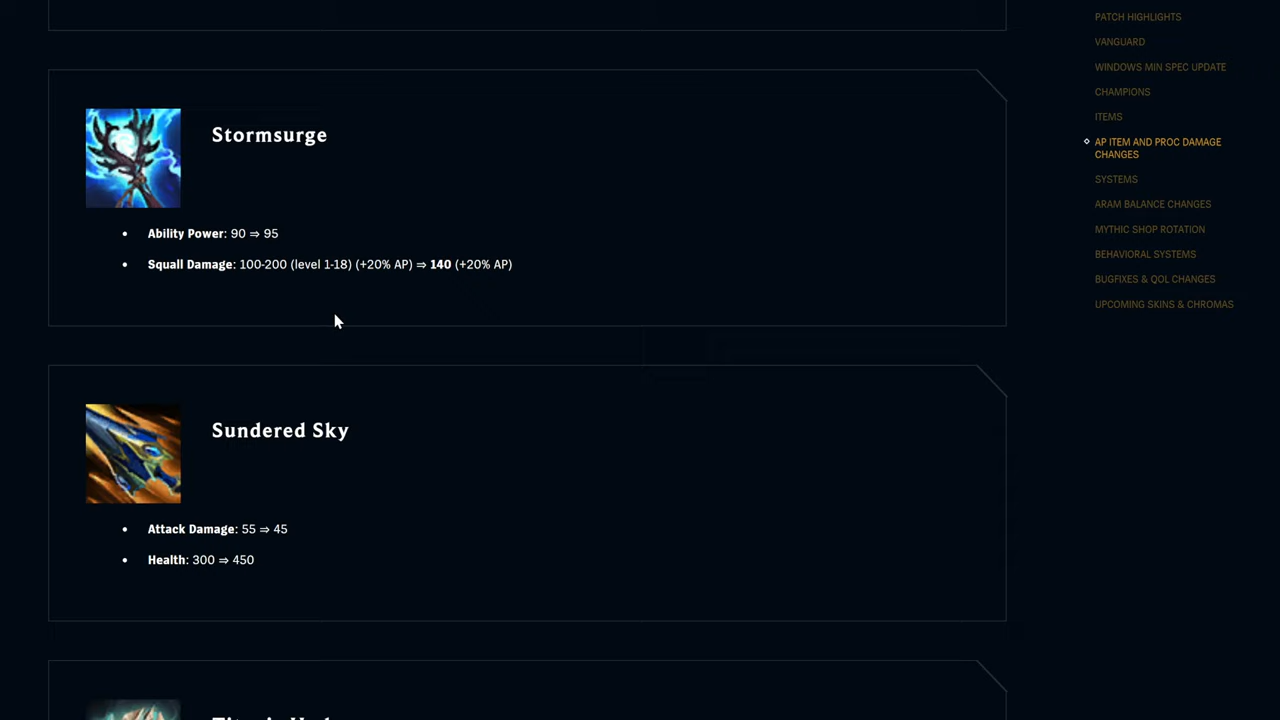 PATCH HIGHLIGHTS
VANGUARD
WINDOWS MIN SPEC UPDATE
CHAMPIONS
ITEMS
AP ITEM AND PROC DAMAGE
CHANGES
SYSTEMS
ARAM BALANCE CHANGES
MYTHIC SHOP ROTATION
BEHAVIORAL SYSTEMS
BUGFIXES & QOL CHANGES
UPCOMING SKINS & CHROMAS
Stormsurge
• Ability Power: 90 ⇒ 95
• Squall Damage: 100-200 (level 1-18) (+20% AP) ⇒ 140 (+20% AP)
Sundered Sky
• Attack Damage: 55 ⇒ 45
• Health: 300 ⇒ 450